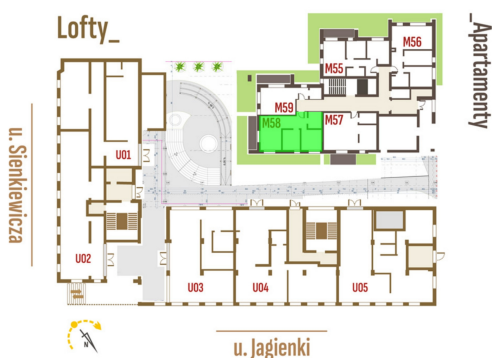 Lofty_
_Apartamenty
M56
M55
M59
M58
M57
U01
u. Sienkiewicza
U02
U03
U04
U05
N
u. Jagienki